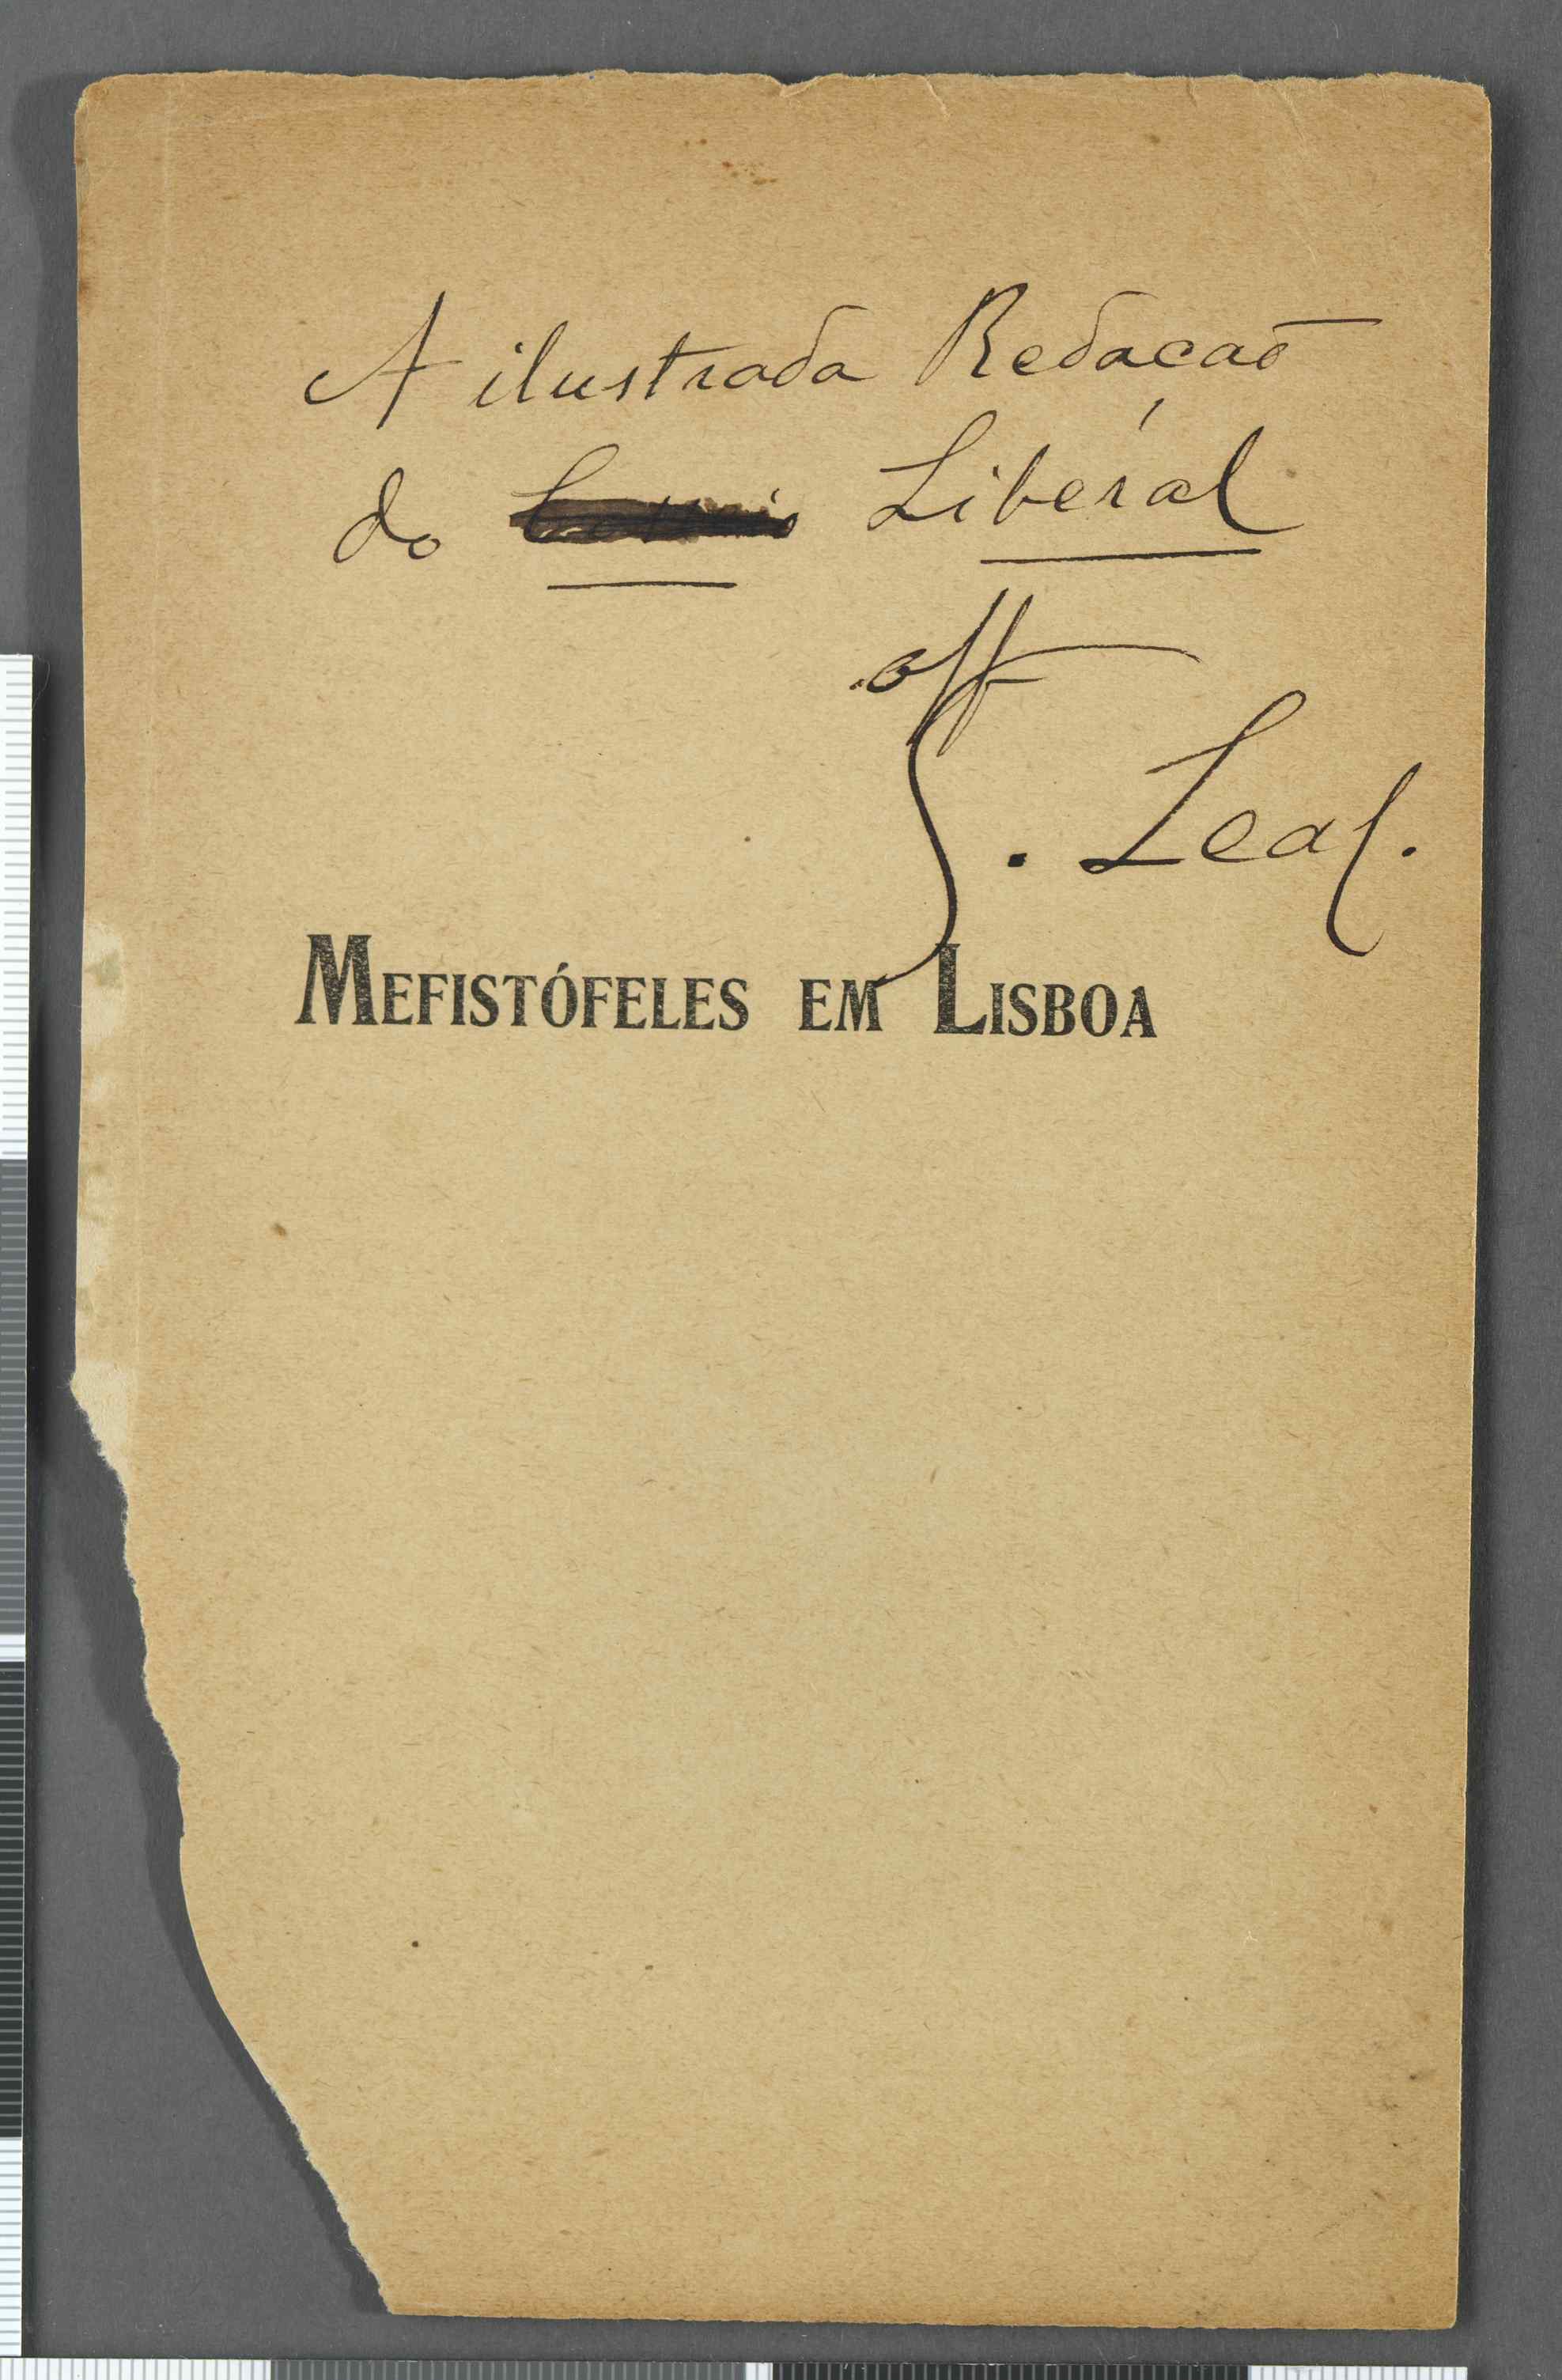 A ilustrada Redacção
do Liberal
off
G. Leal.
MEFISTÓFELES EM LISBOA